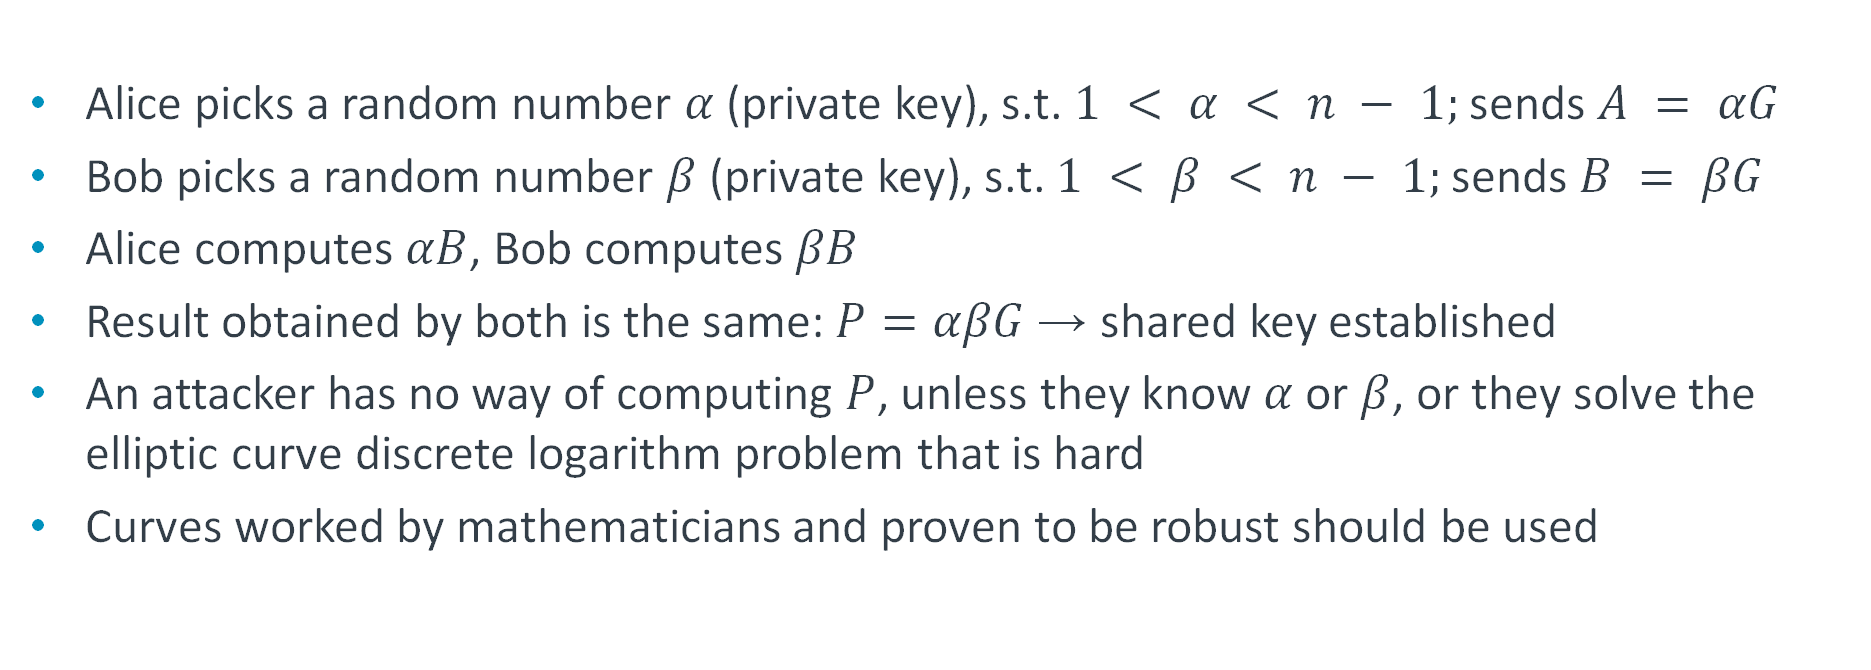 • Alice picks a random number α (private key), s.t. 1 < α < n − 1; sends A = αG
• Bob picks a random number β (private key), s.t. 1 < β < n − 1; sends B = βG
• Alice computes αB, Bob computes βB
• Result obtained by both is the same: P = αβG → shared key established
• An attacker has no way of computing P, unless they know α or β, or they solve the
elliptic curve discrete logarithm problem that is hard
• Curves worked by mathematicians and proven to be robust should be used